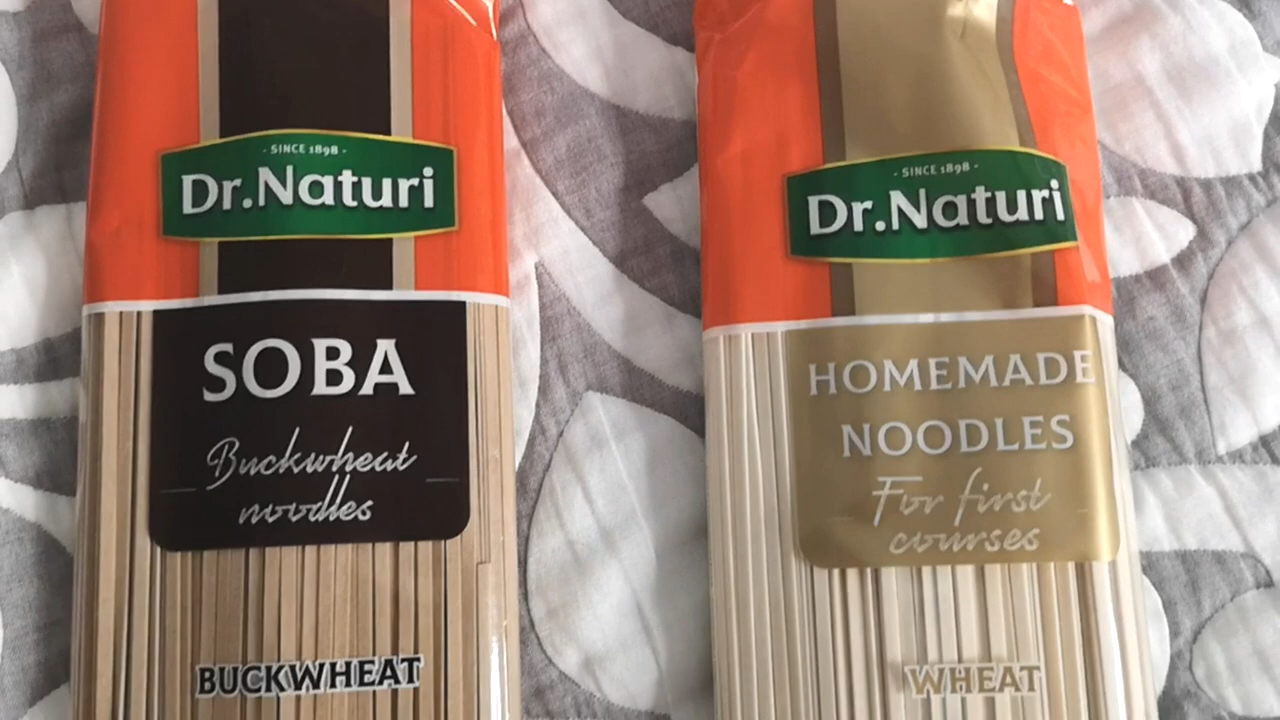 - SINCE 1898 -
Dr.Naturi
SOBA
Buckwheat
noodles
BUCKWHEAT
- SINCE 1898 -
Dr.Naturi
HOMEMADE
NOODLES
For first
courses
WHEAT